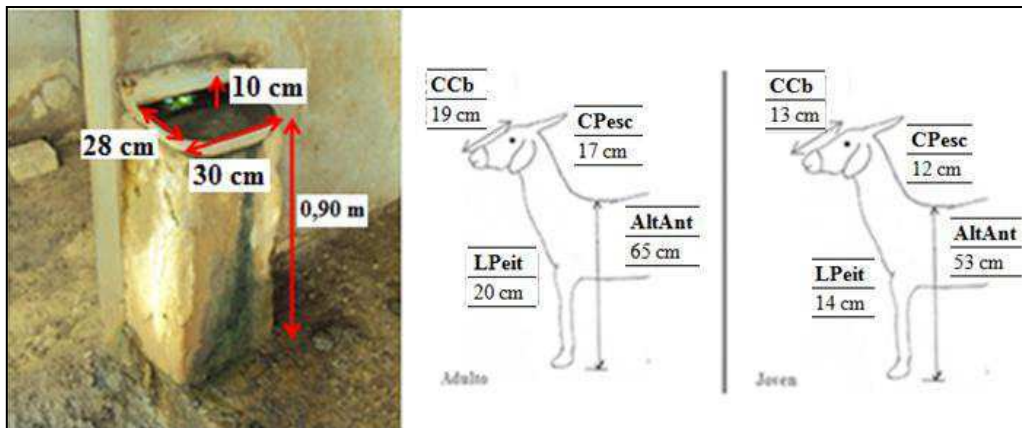 10 cm
28 cm
30 cm
0,90 m
CCb
19 cm
CPesc
17 cm
AltAnt
65 cm
LPeit
20 cm
Adulto
CCb
13 cm
CPesc
12 cm
AltAnt
53 cm
LPeit
14 cm
Joven